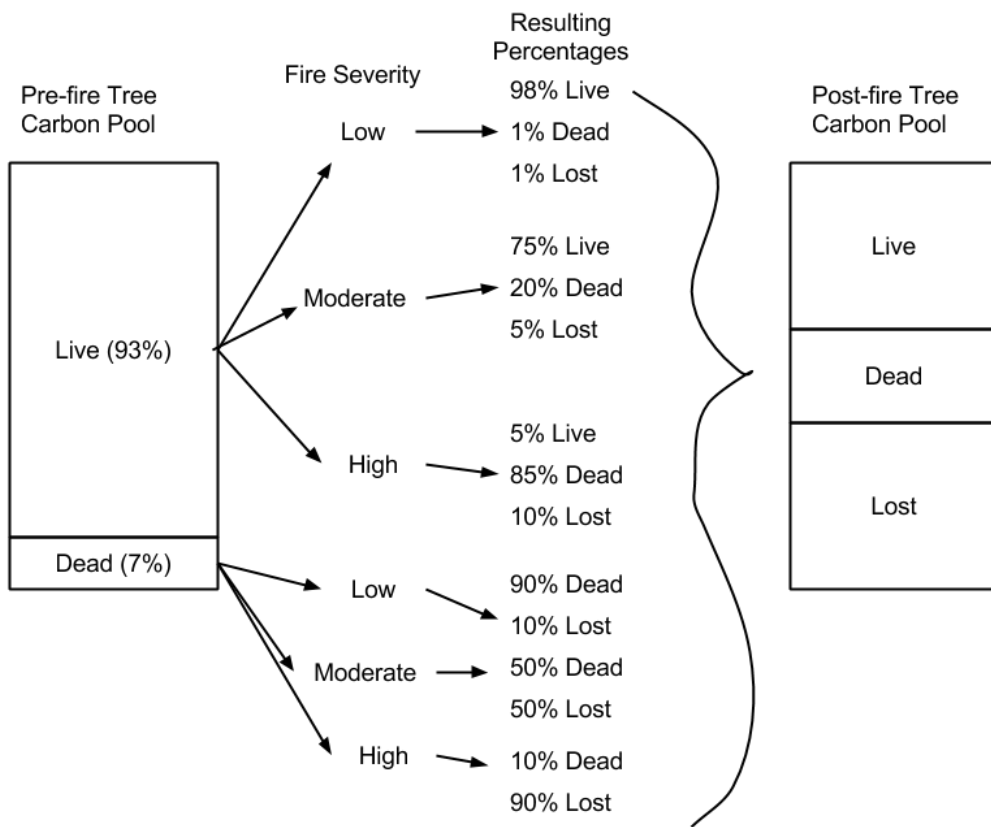 Pre-fire Tree
Carbon Pool
Live (93%)
Dead (7%)
Fire Severity
Low
Moderate
High
Low
Moderate
High
Resulting
Percentages
98% Live
1% Dead
1% Lost
75% Live
20% Dead
5% Lost
5% Live
85% Dead
10% Lost
90% Dead
10% Lost
50% Dead
50% Lost
10% Dead
90% Lost
Post-fire Tree
Carbon Pool
Live
Dead
Lost